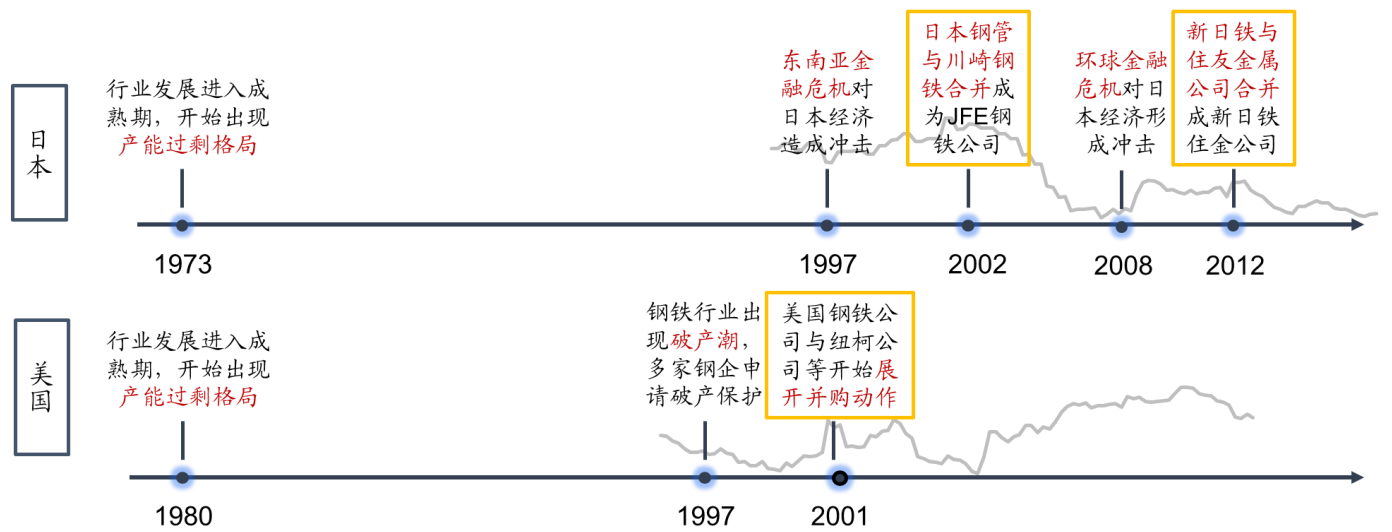 日本
行业发展进入成
熟期，开始出现
产能过剩格局
东南亚金
融危机对
日本经济
造成冲击
日本钢管
与川崎钢
铁合并成
为JFE钢
铁公司
环球金融
危机对日
本经济形
成冲击
新日铁与
住友金属
公司合并
成新日铁
住金公司
1973
1997
2002
2008
2012
美国
行业发展进入成
熟期，开始出现
产能过剩格局
钢铁行业出
现破产潮，
多家钢企申
请破产保护
美国钢铁公
司与纽柯公
司等开始展
开并购动作
1980
1997
2001